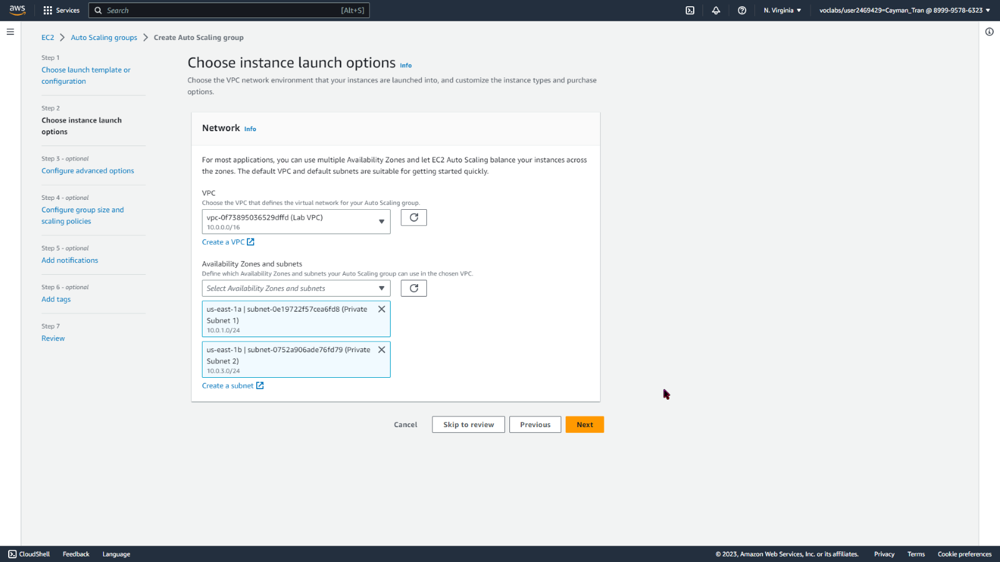 aws
Services
Search [Alt+S]
N. Virginia
voclabs/user2469429=Cayman_Tran @ 8999-9578-6323
EC2 > Auto Scaling groups > Create Auto Scaling group
Step 1
Choose launch template or
configuration
Step 2
Choose instance launch
options
Step 3 - optional
Configure advanced options
Step 4 - optional
Configure group size and
scaling policies
Step 5 - optional
Add notifications
Step 6 - optional
Add tags
Step 7
Review
Choose instance launch options Info
Choose the VPC network environment that your instances are launched into, and customize the instance types and purchase
options.
Network Info
For most applications, you can use multiple Availability Zones and let EC2 Auto Scaling balance your instances across
the zones. The default VPC and default subnets are suitable for getting started quickly.
VPC
Choose the VPC that defines the virtual network for your Auto Scaling group.
vpc-0f73895036529dffd (Lab VPC)
10.0.0.0/16
Create a VPC
Availability Zones and subnets
Define which Availability Zones and subnets your Auto Scaling group can use in the chosen VPC.
Select Availability Zones and subnets
us-east-1a | subnet-0e19722f57cea6fd8 (Private
Subnet 1)
10.0.1.0/24
us-east-1b | subnet-0752a906ade76fd79 (Private
Subnet 2)
10.0.3.0/24
Create a subnet
Cancel
Skip to review
Previous
Next
CloudShell
Feedback
Language
© 2023, Amazon Web Services, Inc. or its affiliates.
Privacy
Terms
Cookie preferences